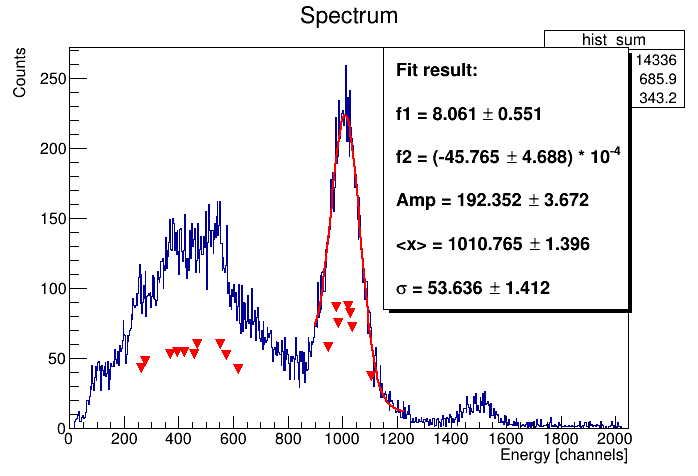 Spectrum
hist_sum
14336
685.9
343.2
Counts
Fit result:
f1 = 8.061 ± 0.551
f2 = (-45.765 ± 4.688) * 10⁻⁴
Amp = 192.352 ± 3.672
<x> = 1010.765 ± 1.396
σ = 53.636 ± 1.412
250
200
150
100
50
0
0 200 400 600 800 1000 1200 1400 1600 1800 2000
Energy [channels]